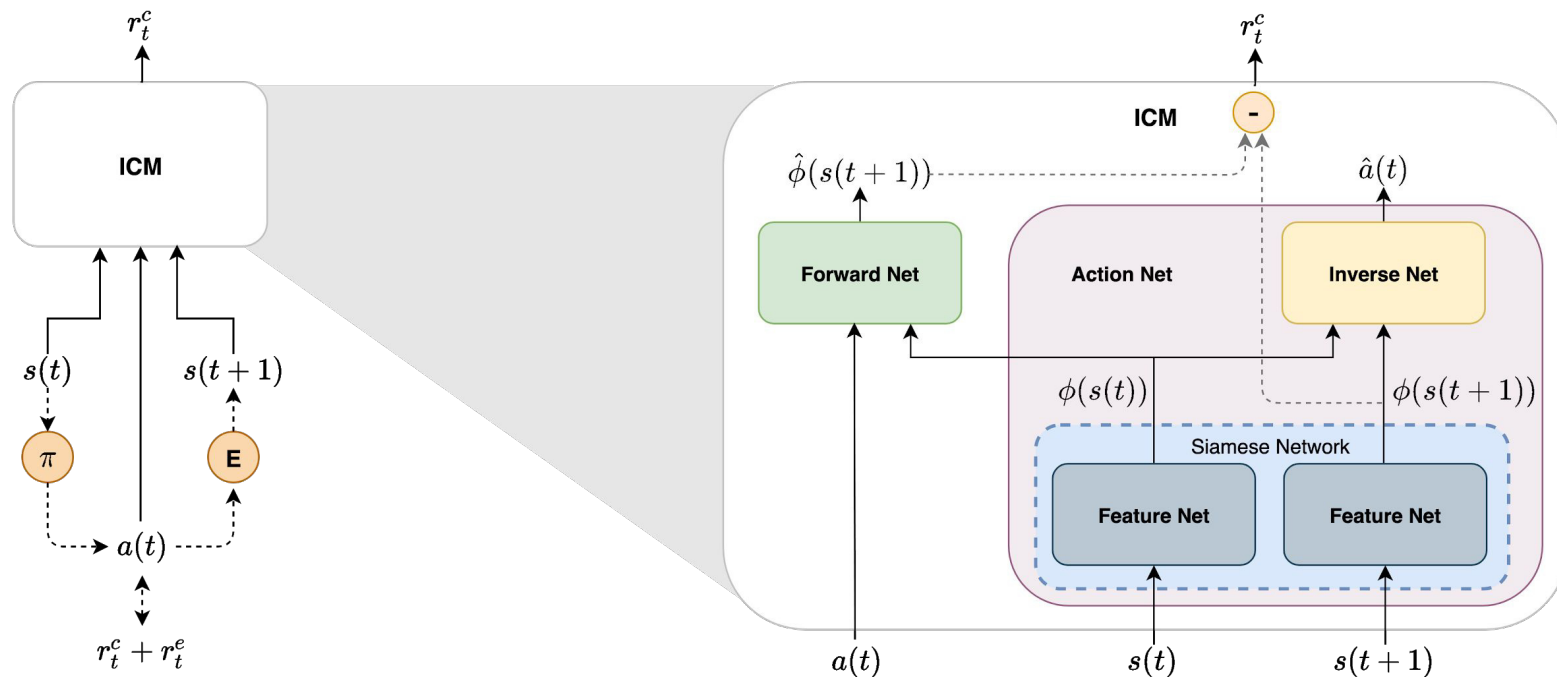 r_t^c
ICM
s(t)
s(t + 1)
π
E
a(t)
r_t^c + r_t^e
r_t^c
ICM
-
ϕ̂(s(t + 1))
â(t)
Forward Net
Action Net
Inverse Net
ϕ(s(t))
ϕ(s(t + 1))
Siamese Network
Feature Net
Feature Net
a(t)
s(t)
s(t + 1)